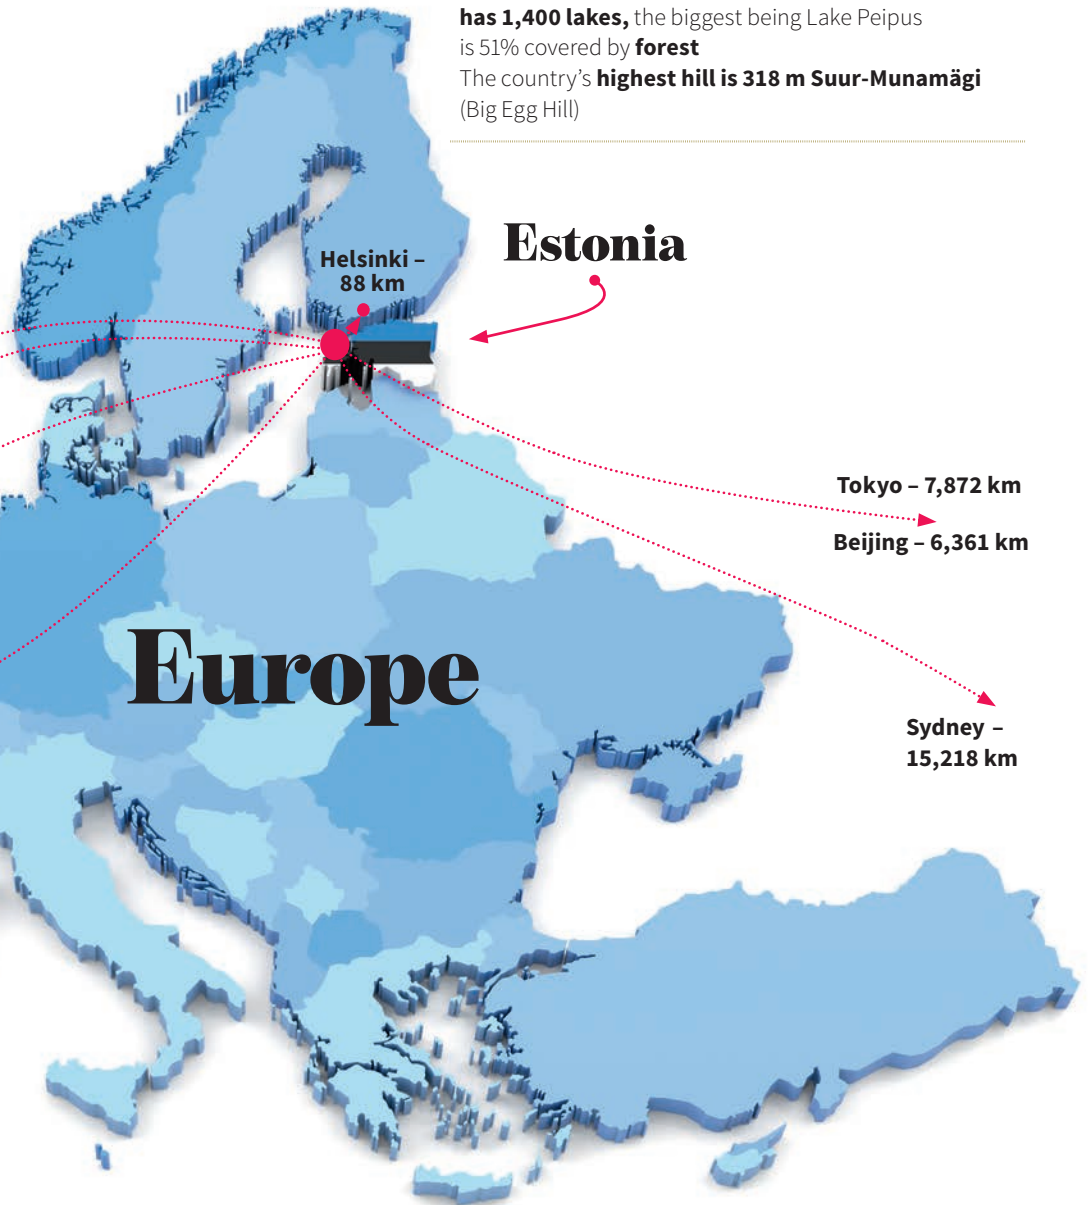 has 1,400 lakes, the biggest being Lake Peipus
is 51% covered by forest
The country's highest hill is 318 m Suur-Munamägi
(Big Egg Hill)
Estonia
Helsinki –
88 km
Tokyo – 7,872 km
Beijing – 6,361 km
Europe
Sydney –
15,218 km